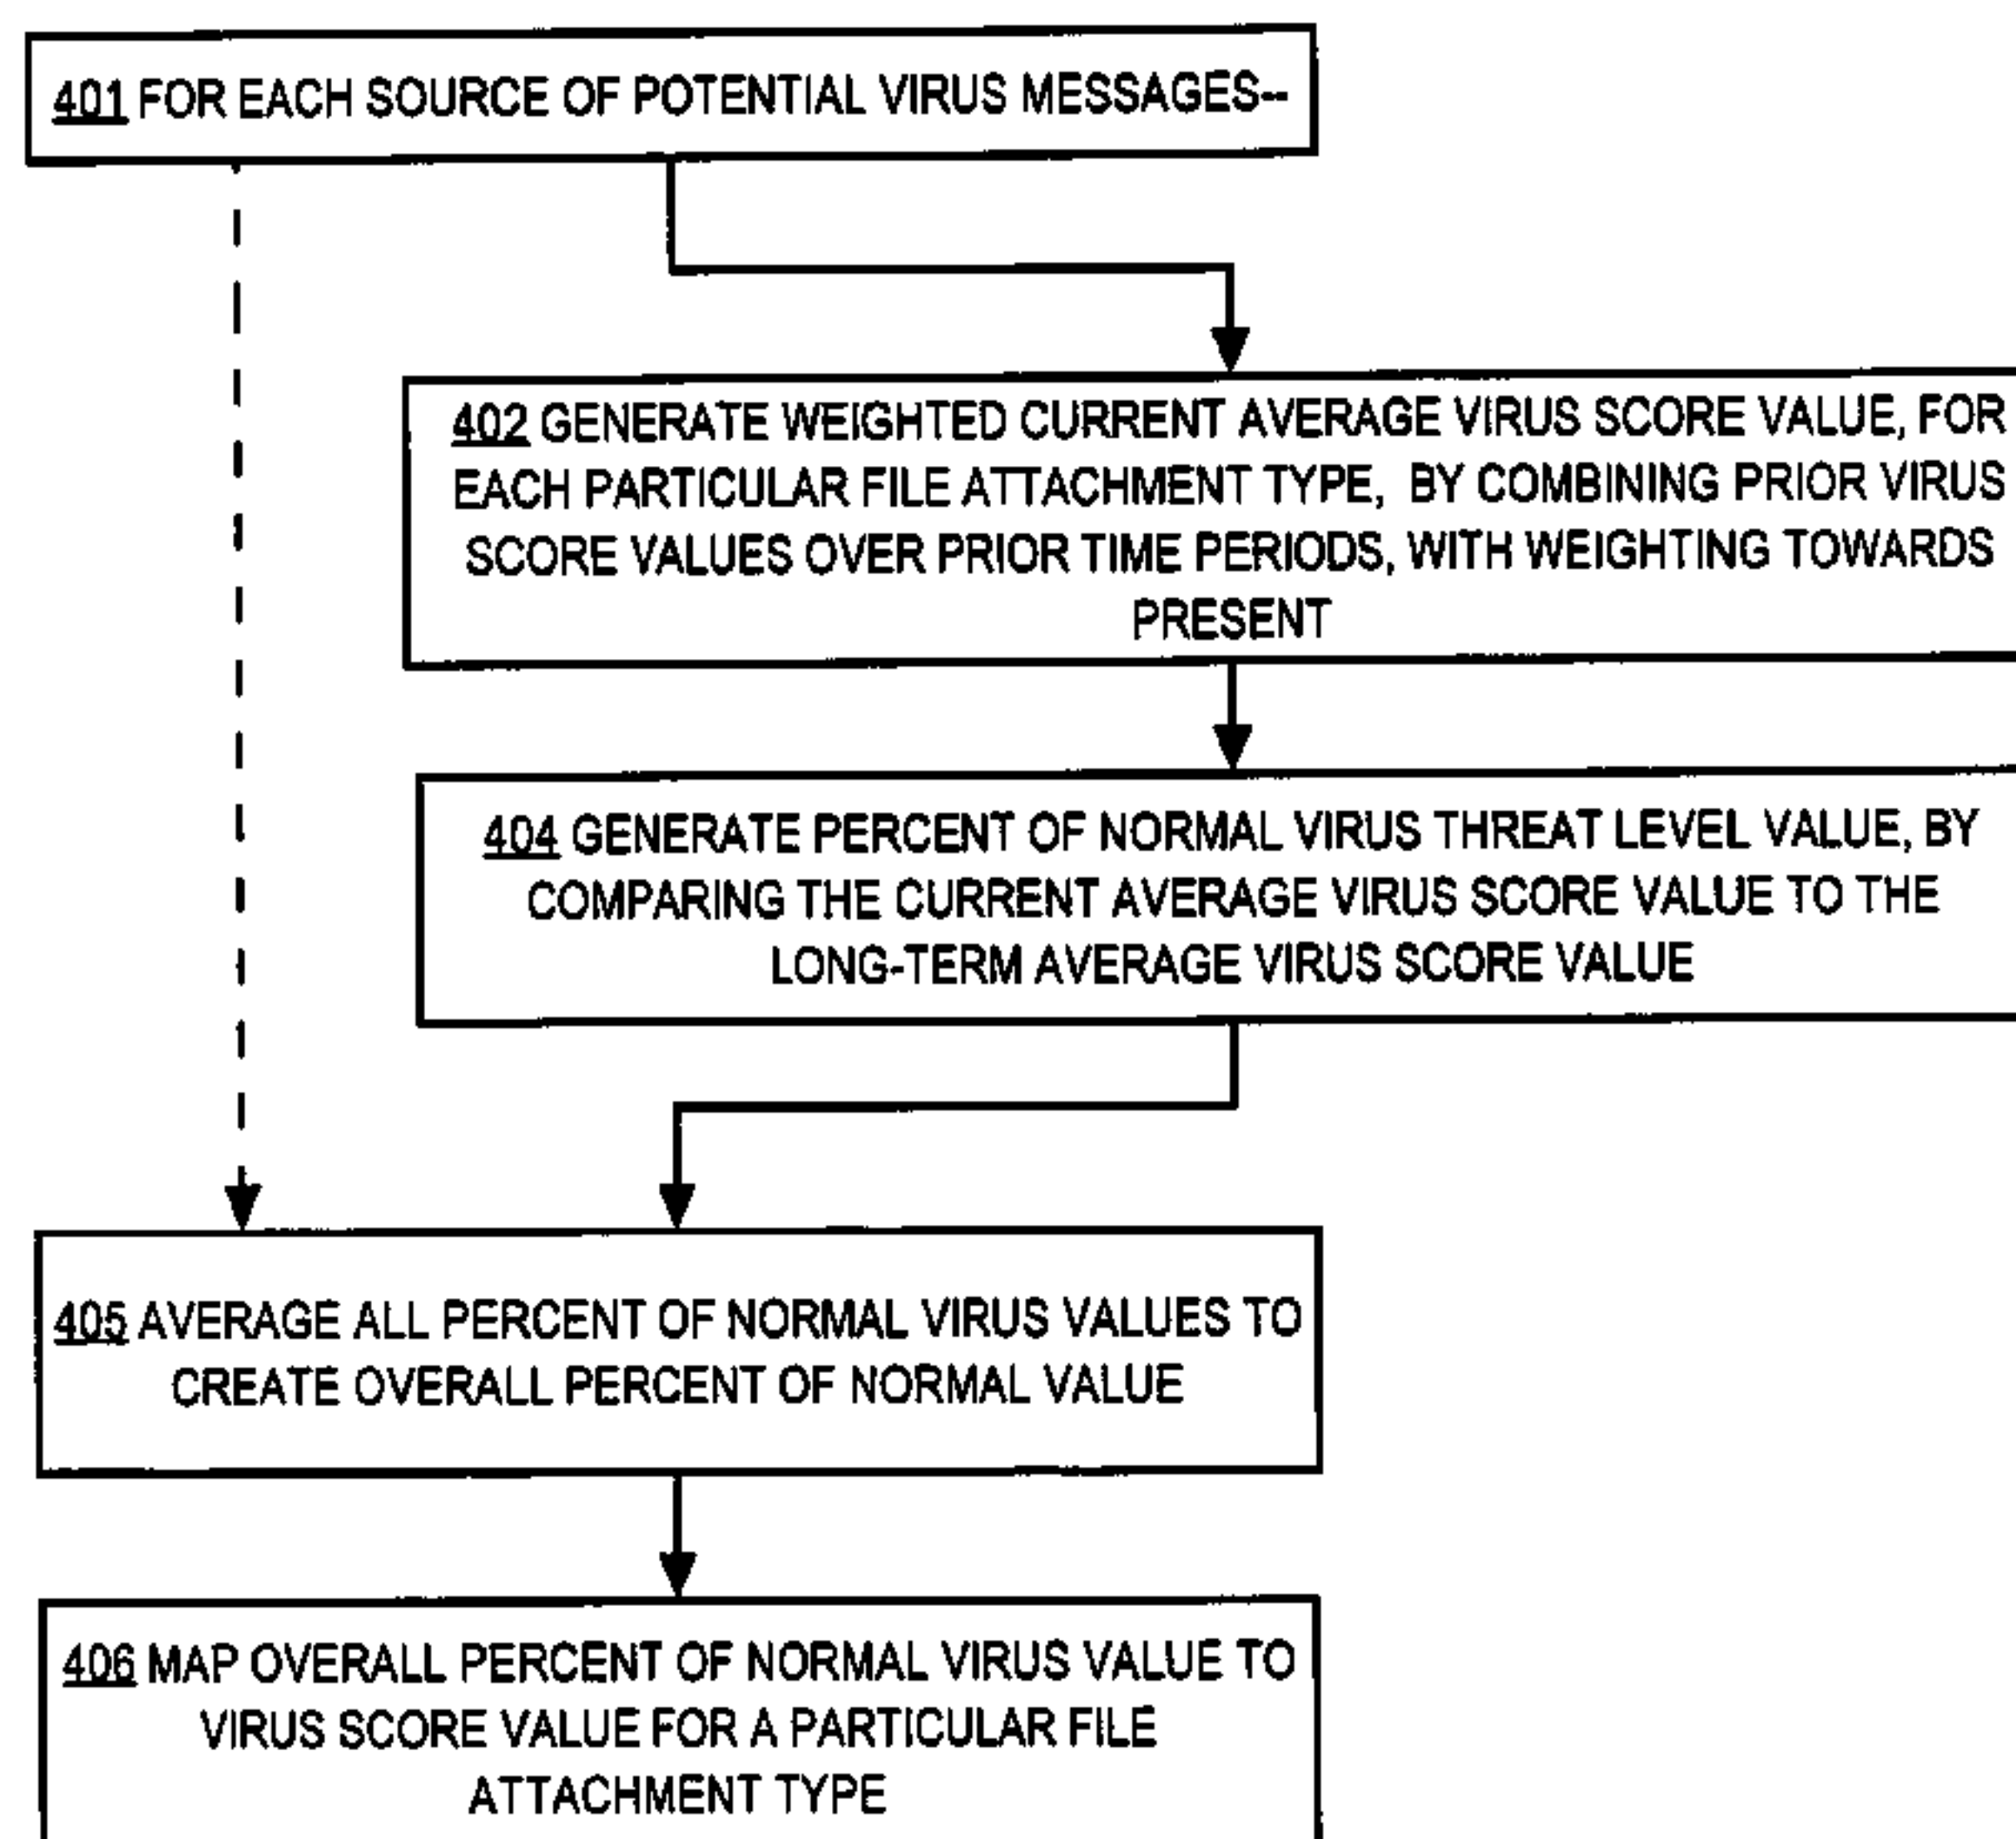 401 FOR EACH SOURCE OF POTENTIAL VIRUS MESSAGES--
402 GENERATE WEIGHTED CURRENT AVERAGE VIRUS SCORE VALUE, FOR
EACH PARTICULAR FILE ATTACHMENT TYPE, BY COMBINING PRIOR VIRUS
SCORE VALUES OVER PRIOR TIME PERIODS, WITH WEIGHTING TOWARDS
PRESENT
404 GENERATE PERCENT OF NORMAL VIRUS THREAT LEVEL VALUE, BY
COMPARING THE CURRENT AVERAGE VIRUS SCORE VALUE TO THE
LONG-TERM AVERAGE VIRUS SCORE VALUE
405 AVERAGE ALL PERCENT OF NORMAL VIRUS VALUES TO
CREATE OVERALL PERCENT OF NORMAL VALUE
406 MAP OVERALL PERCENT OF NORMAL VIRUS VALUE TO
VIRUS SCORE VALUE FOR A PARTICULAR FILE
ATTACHMENT TYPE